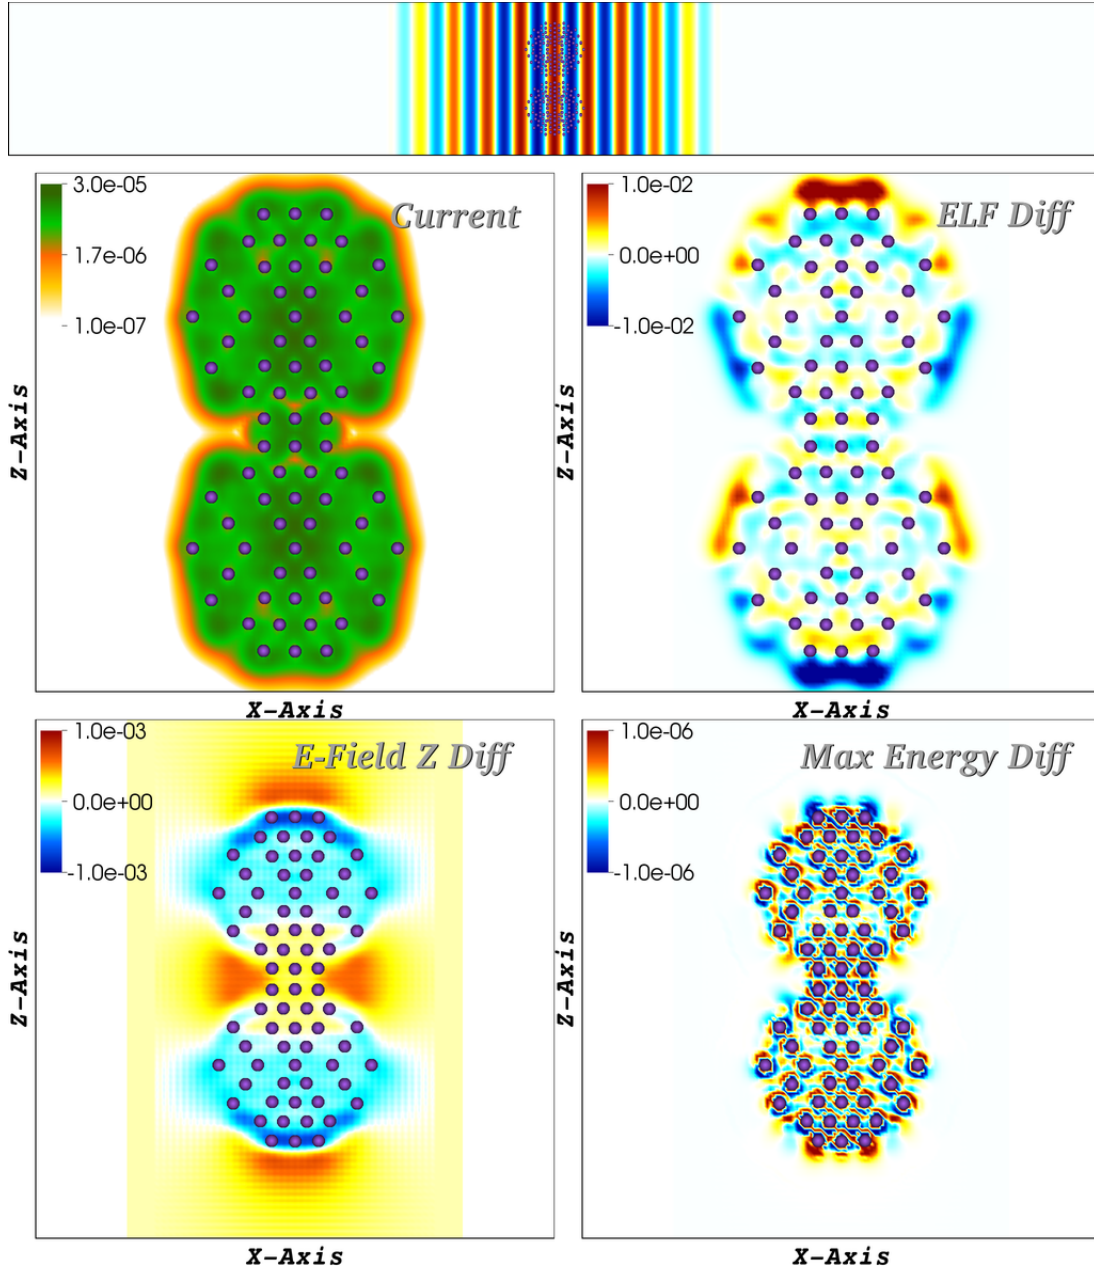 3.0e-05
Current
1.7e-06
1.0e-07
Z-Axis
X-Axis
1.0e-02
ELF Diff
0.0e+00
-1.0e-02
Z-Axis
X-Axis
1.0e-03
E-Field Z Diff
0.0e+00
-1.0e-03
Z-Axis
X-Axis
1.0e-06
Max Energy Diff
0.0e+00
-1.0e-06
Z-Axis
X-Axis